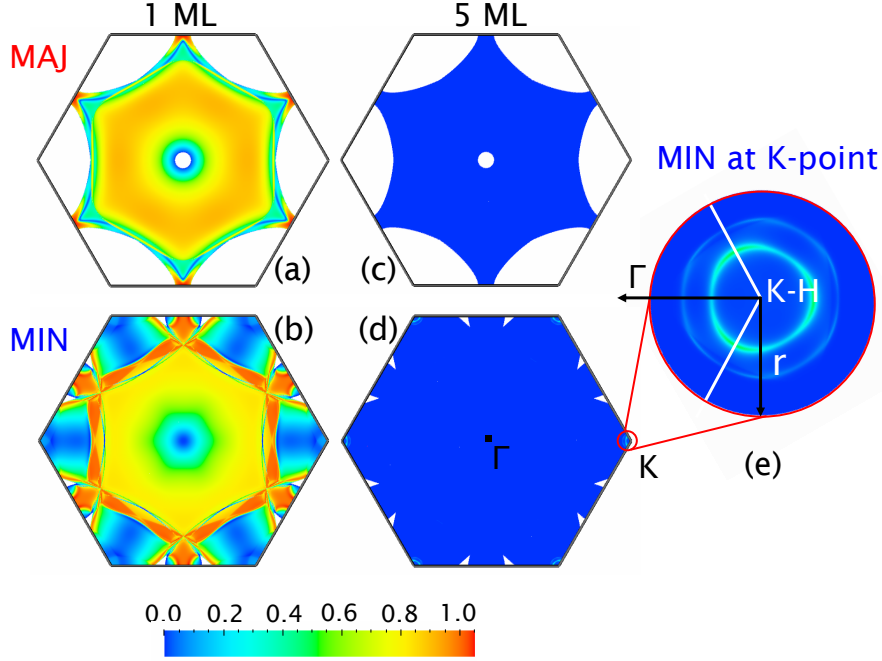 1 ML 5 ML
MAJ
MIN at K-point
(a) (c)
Γ
K-H
MIN (b) (d)
r
Γ
K (e)
0.0 0.2 0.4 0.6 0.8 1.0